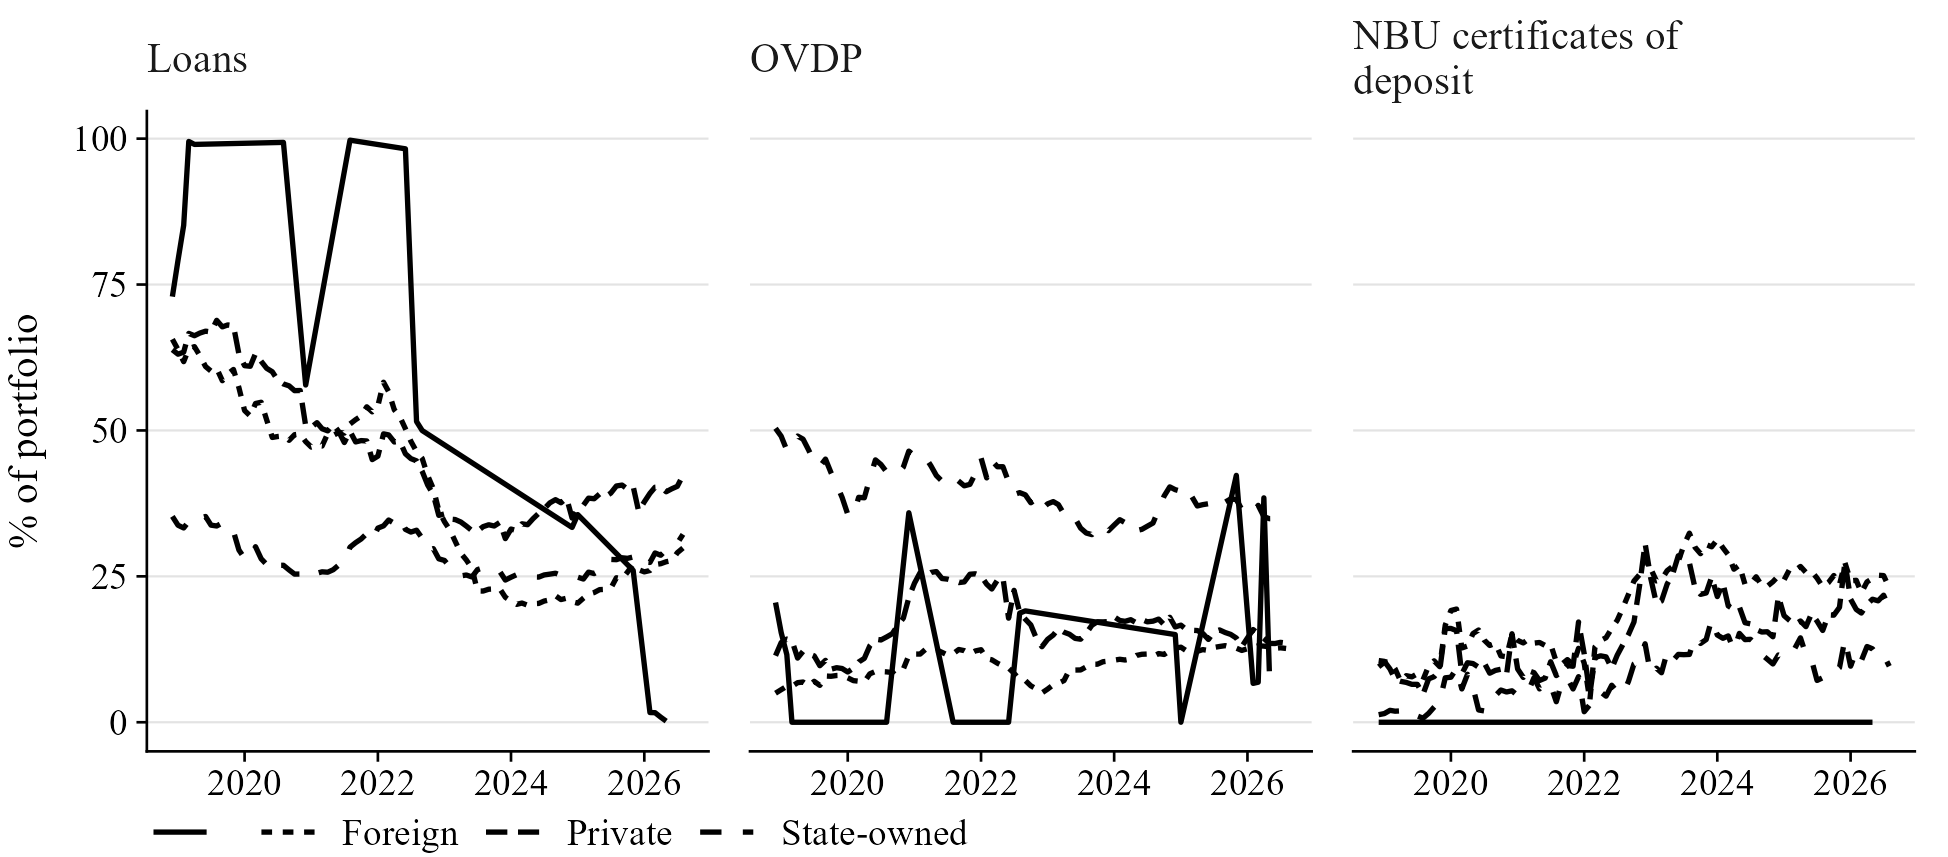 Loans
OVDP
NBU certificates of
deposit
% of portfolio
100
75
50
25
0
2020 2022 2024 2026
2020 2022 2024 2026
2020 2022 2024 2026
Foreign Private State-owned